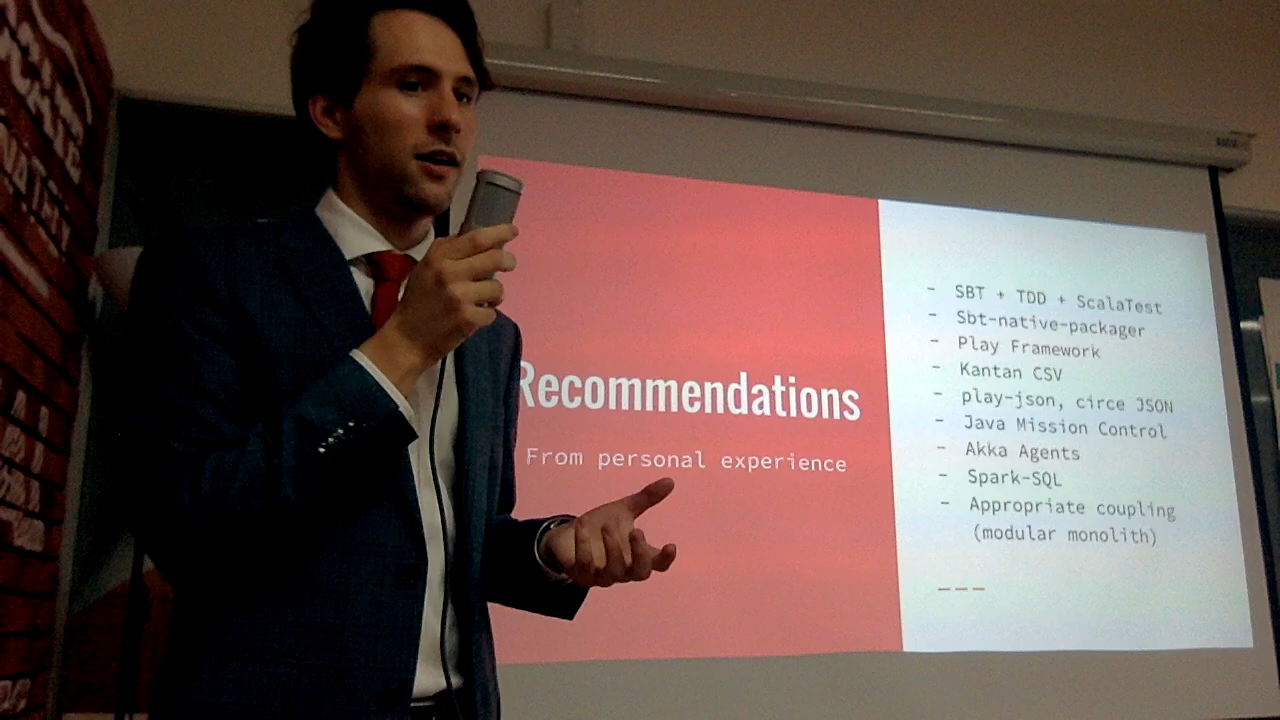 Recommendations
From personal experience
- SBT + TDD + ScalaTest
- Sbt-native-packager
- Play Framework
- Kantan CSV
- play-json, circe JSON
- Java Mission Control
- Akka Agents
- Spark-SQL
- Appropriate coupling
(modular monolith)